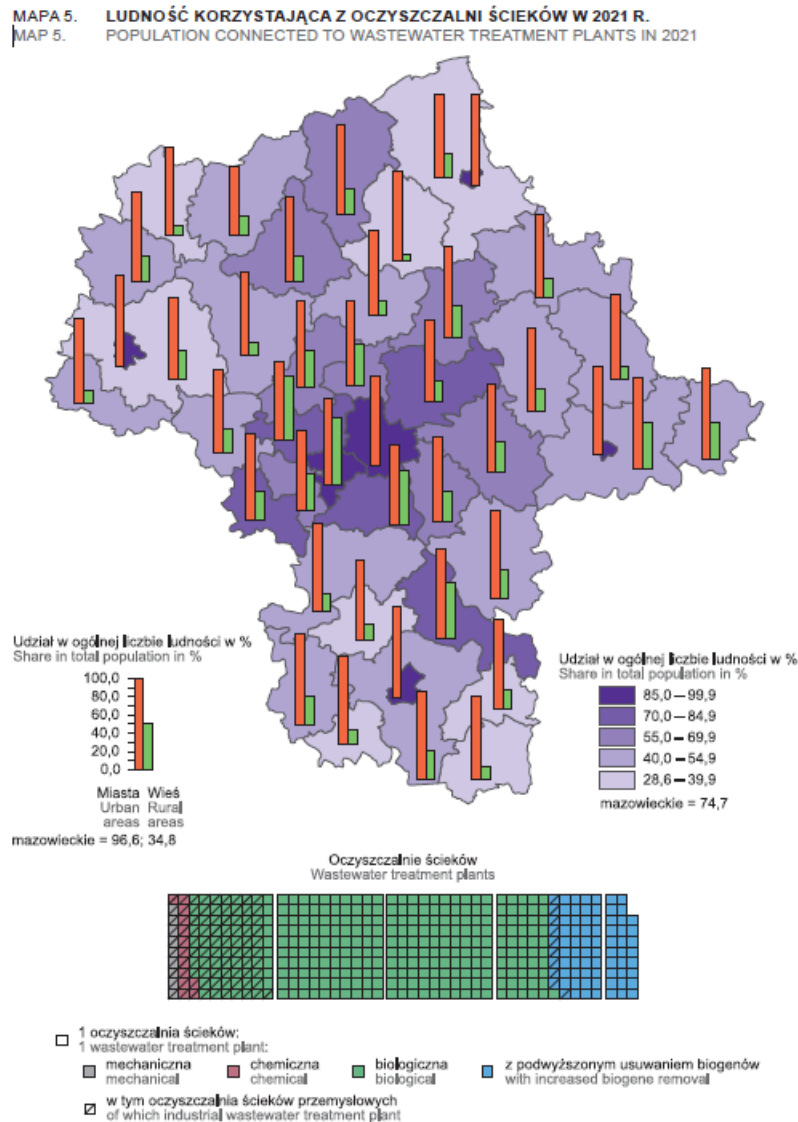 MAPA 5. LUDNOŚĆ KORZYSTAJĄCA Z OCZYSZCZALNI ŚCIEKÓW W 2021 R.
MAP 5. POPULATION CONNECTED TO WASTEWATER TREATMENT PLANTS IN 2021
Udział w ogólnej liczbie ludności w %
Share in total population in %
100,0
80,0
60,0
40,0
20,0
0,0
Miasta Wieś
Urban Rural
areas areas
mazowieckie = 96,6; 34,8
Udział w ogólnej liczbie ludności w %
Share in total population in %
85,0 – 99,9
70,0 – 84,9
55,0 – 69,9
40,0 – 54,9
28,6 – 39,9
mazowieckie = 74,7
Oczyszczalnie ścieków
Wastewater treatment plants
1 oczyszczalnia ścieków:
1 wastewater treatment plant:
mechaniczna chemiczna biologiczna z podwyższonym usuwaniem biogenów
mechanical chemical biological with increased biogene removal
w tym oczyszczalnia ścieków przemysłowych
of which industrial wastewater treatment plant